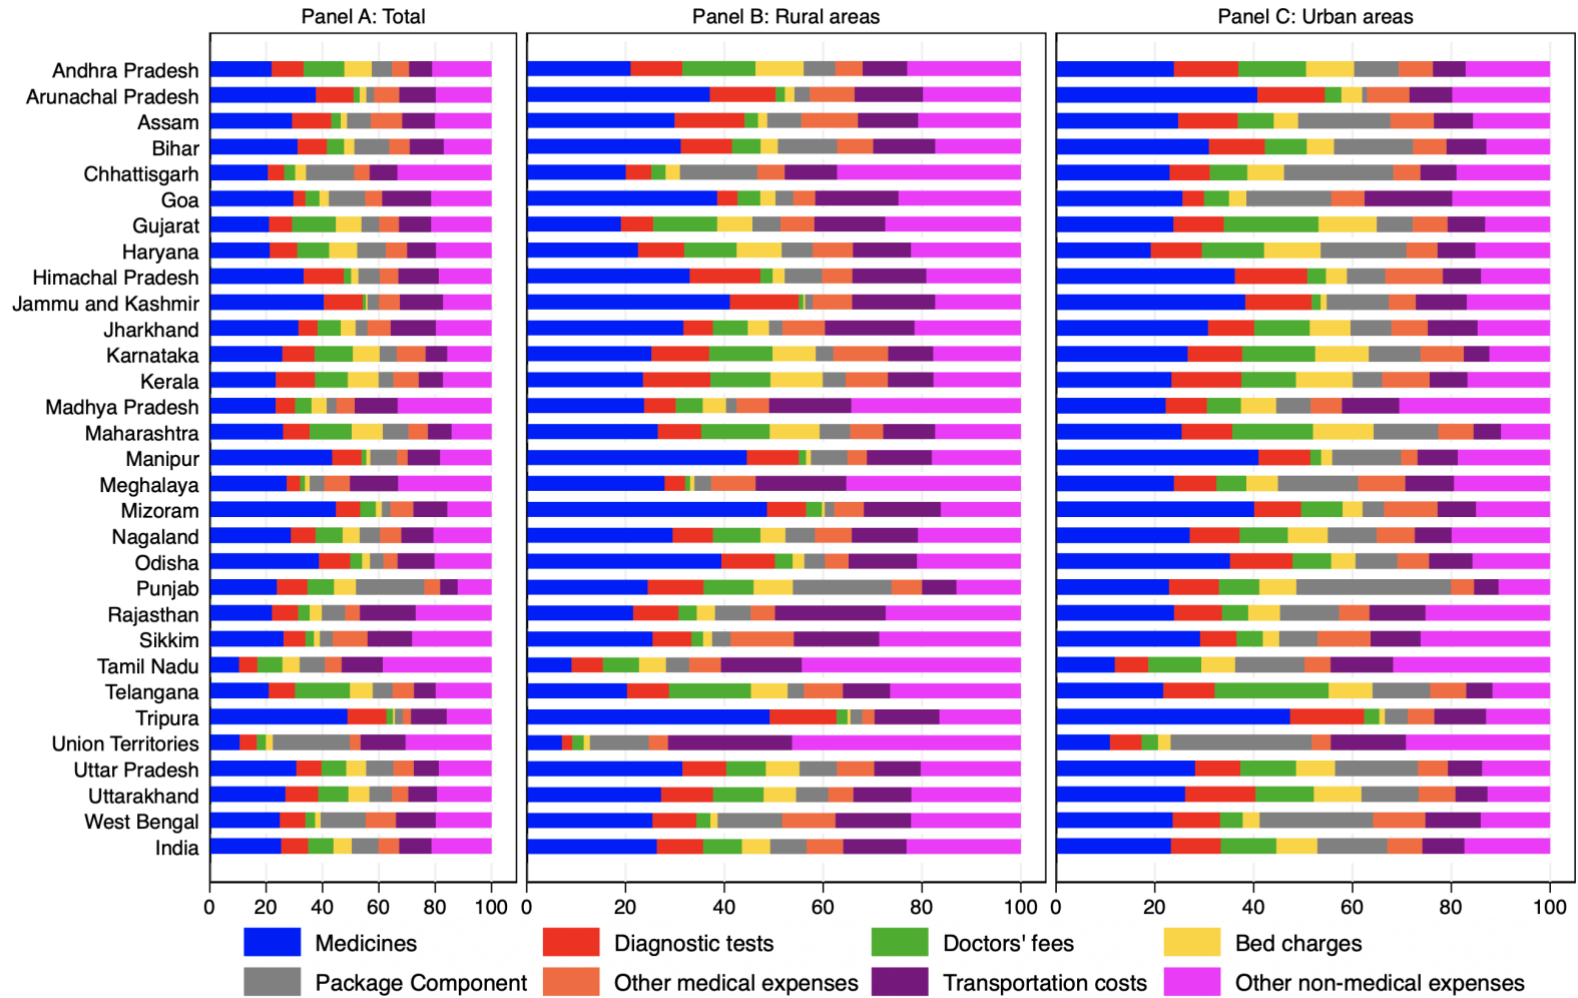 Panel A: Total Panel B: Rural areas Panel C: Urban areas
Andhra Pradesh
Arunachal Pradesh
Assam
Bihar
Chhattisgarh
Goa
Gujarat
Haryana
Himachal Pradesh
Jammu and Kashmir
Jharkhand
Karnataka
Kerala
Madhya Pradesh
Maharashtra
Manipur
Meghalaya
Mizoram
Nagaland
Odisha
Punjab
Rajasthan
Sikkim
Tamil Nadu
Telangana
Tripura
Union Territories
Uttar Pradesh
Uttarakhand
West Bengal
India
0 20 40 60 80 100 0 20 40 60 80 100 0 20 40 60 80 100
Medicines Diagnostic tests Doctors' fees Bed charges
Package Component Other medical expenses Transportation costs Other non-medical expenses